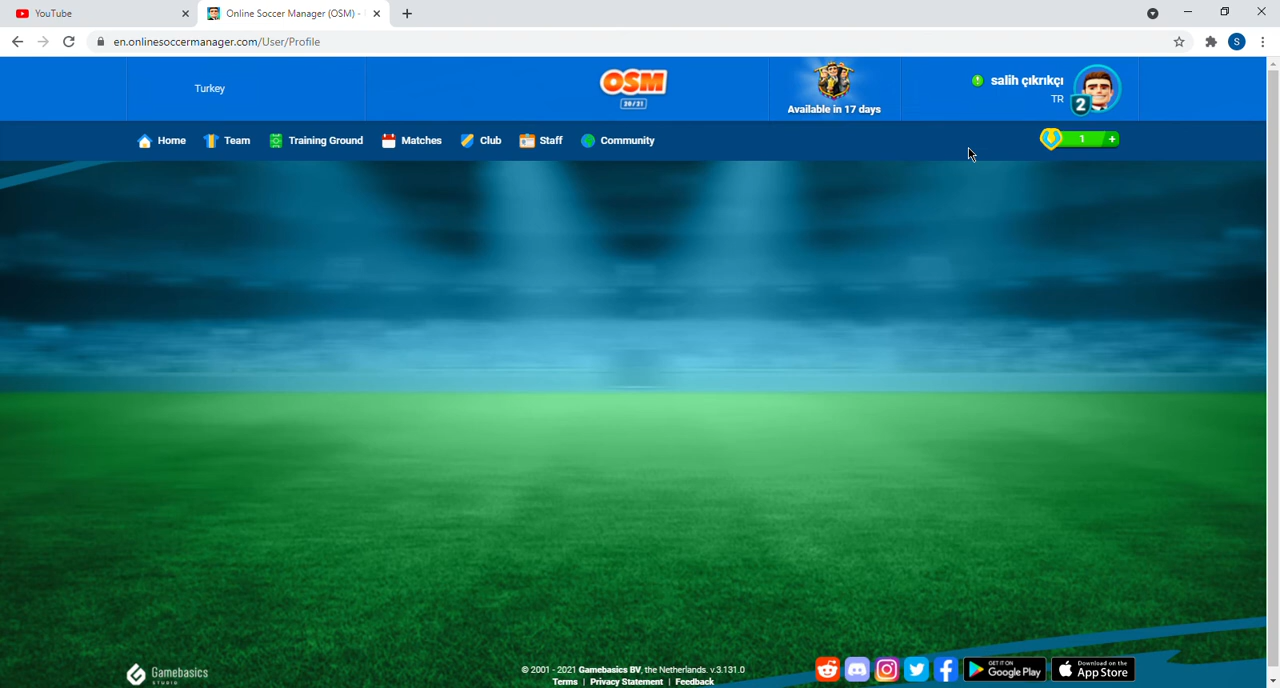 YouTube
Online Soccer Manager (OSM) -
en.onlinesoccermanager.com/User/Profile
S
Turkey
OSM
20/21
Available in 17 days
salih çıkrıkçı
TR
2
Home
Team
Training Ground
Matches
Club
Staff
Community
1
Gamebasics
STUDIO
© 2001 - 2021 Gamebasics BV, the Netherlands. v.3.131.0
Terms | Privacy Statement | Feedback
GET IT ON
Google Play
Download on the
App Store